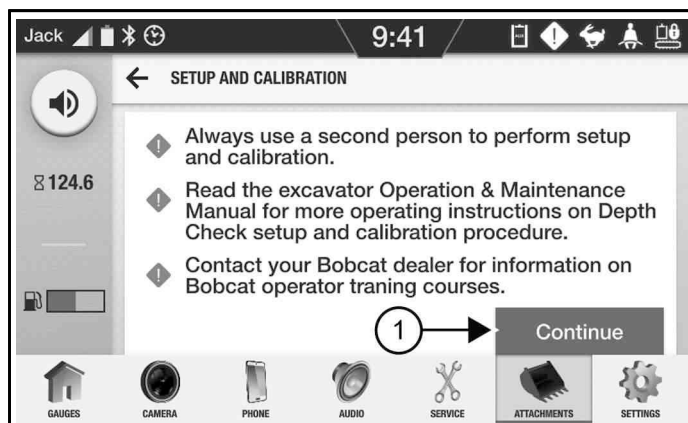 Jack 9:41
SETUP AND CALIBRATION
Always use a second person to perform setup
and calibration.
124.6
Read the excavator Operation & Maintenance
Manual for more operating instructions on Depth
Check setup and calibration procedure.
Contact your Bobcat dealer for information on
Bobcat operator traning courses.
1
Continue
GAUGES CAMERA PHONE AUDIO SERVICE ATTACHMENTS SETTINGS